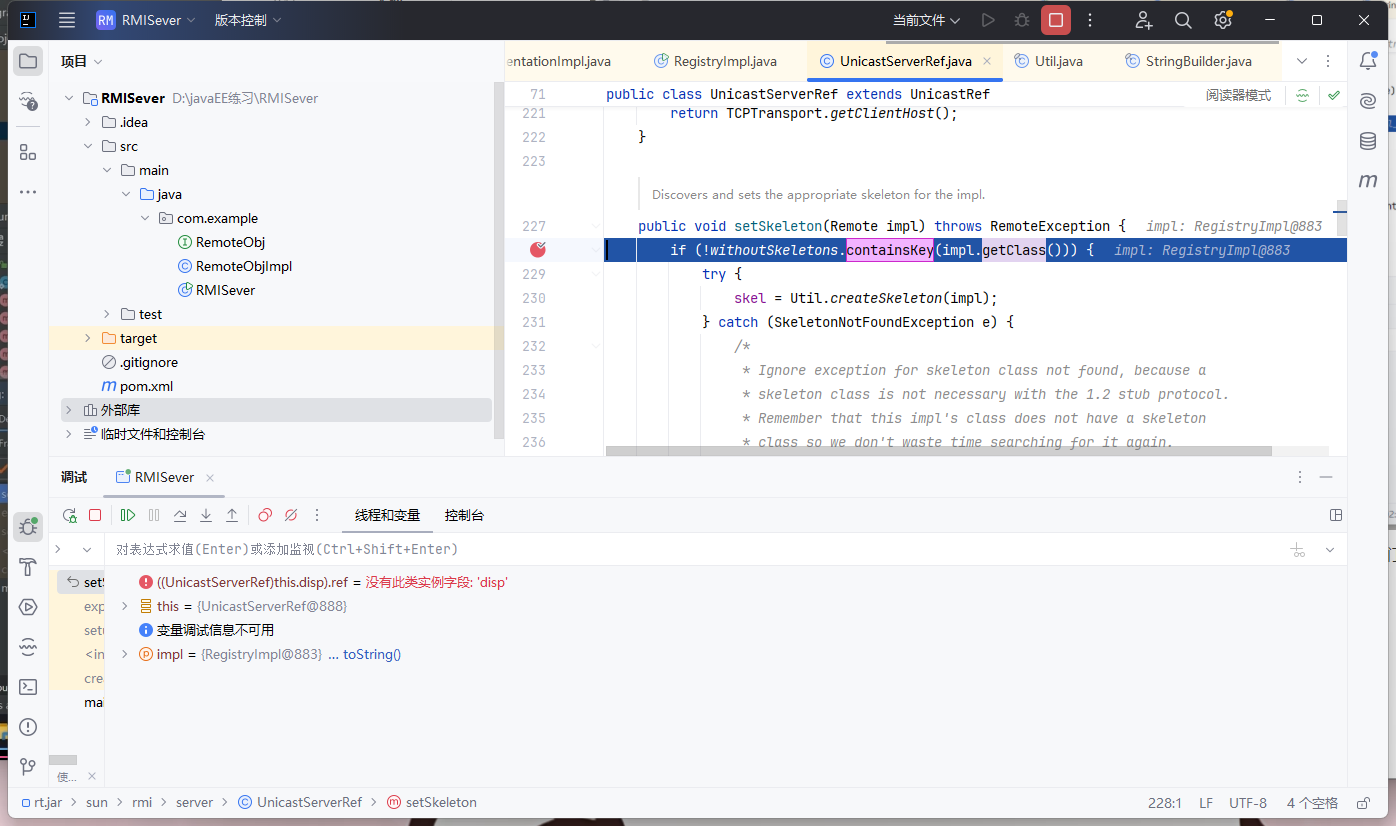 RM RMISever 版本控制 当前文件
项目
RMISever D:\javaEE练习\RMISever
.idea
src
main
java
com.example
RemoteObj
RemoteObjImpl
RMISever
test
target
.gitignore
pom.xml
外部库
临时文件和控制台
entationImpl.java RegistryImpl.java UnicastServerRef.java Util.java StringBuilder.java
71 public class UnicastServerRef extends UnicastRef 阅读器模式
221 return TCPTransport.getClientHost();
222 }
223
Discovers and sets the appropriate skeleton for the impl.
227 public void setSkeleton(Remote impl) throws RemoteException { impl: RegistryImpl@883
if (!withoutSkeletons.containsKey(impl.getClass())) { impl: RegistryImpl@883
229 try {
230 skel = Util.createSkeleton(impl);
231 } catch (SkeletonNotFoundException e) {
232 /*
233 * Ignore exception for skeleton class not found, because a
234 * skeleton class is not necessary with the 1.2 stub protocol.
235 * Remember that this impl's class does not have a skeleton
236 * class so we don't waste time searching for it again.
调试 RMISever
线程和变量 控制台
对表达式求值(Enter)或添加监视(Ctrl+Shift+Enter)
((UnicastServerRef)this.disp).ref = 没有此类实例字段: 'disp'
this = {UnicastServerRef@888}
变量调试信息不可用
impl = {RegistryImpl@883} ... toString()
set
exp
setu
<in
crea
ma
使...
rt.jar sun rmi server UnicastServerRef setSkeleton 228:1 LF UTF-8 4 个空格